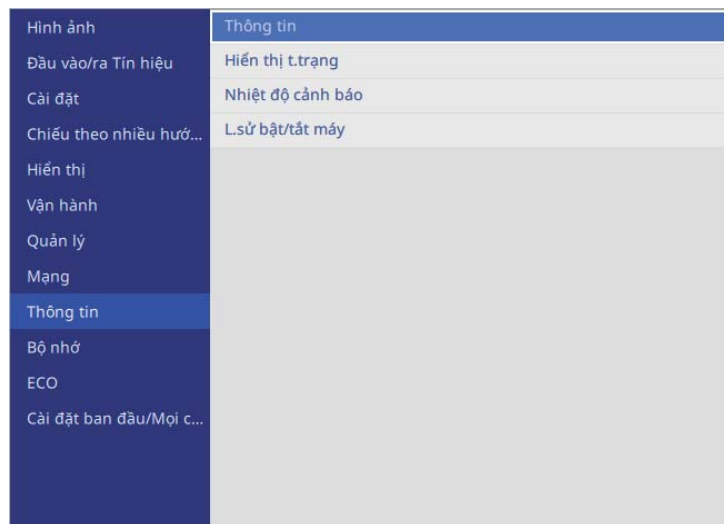 Hình ảnh
Đầu vào/ra Tín hiệu
Cài đặt
Chiếu theo nhiều hướ...
Hiển thị
Vận hành
Quản lý
Mạng
Thông tin
Bộ nhớ
ECO
Cài đặt ban đầu/Mọi c...
Thông tin
Hiển thị t.trạng
Nhiệt độ cảnh báo
L.sử bật/tắt máy